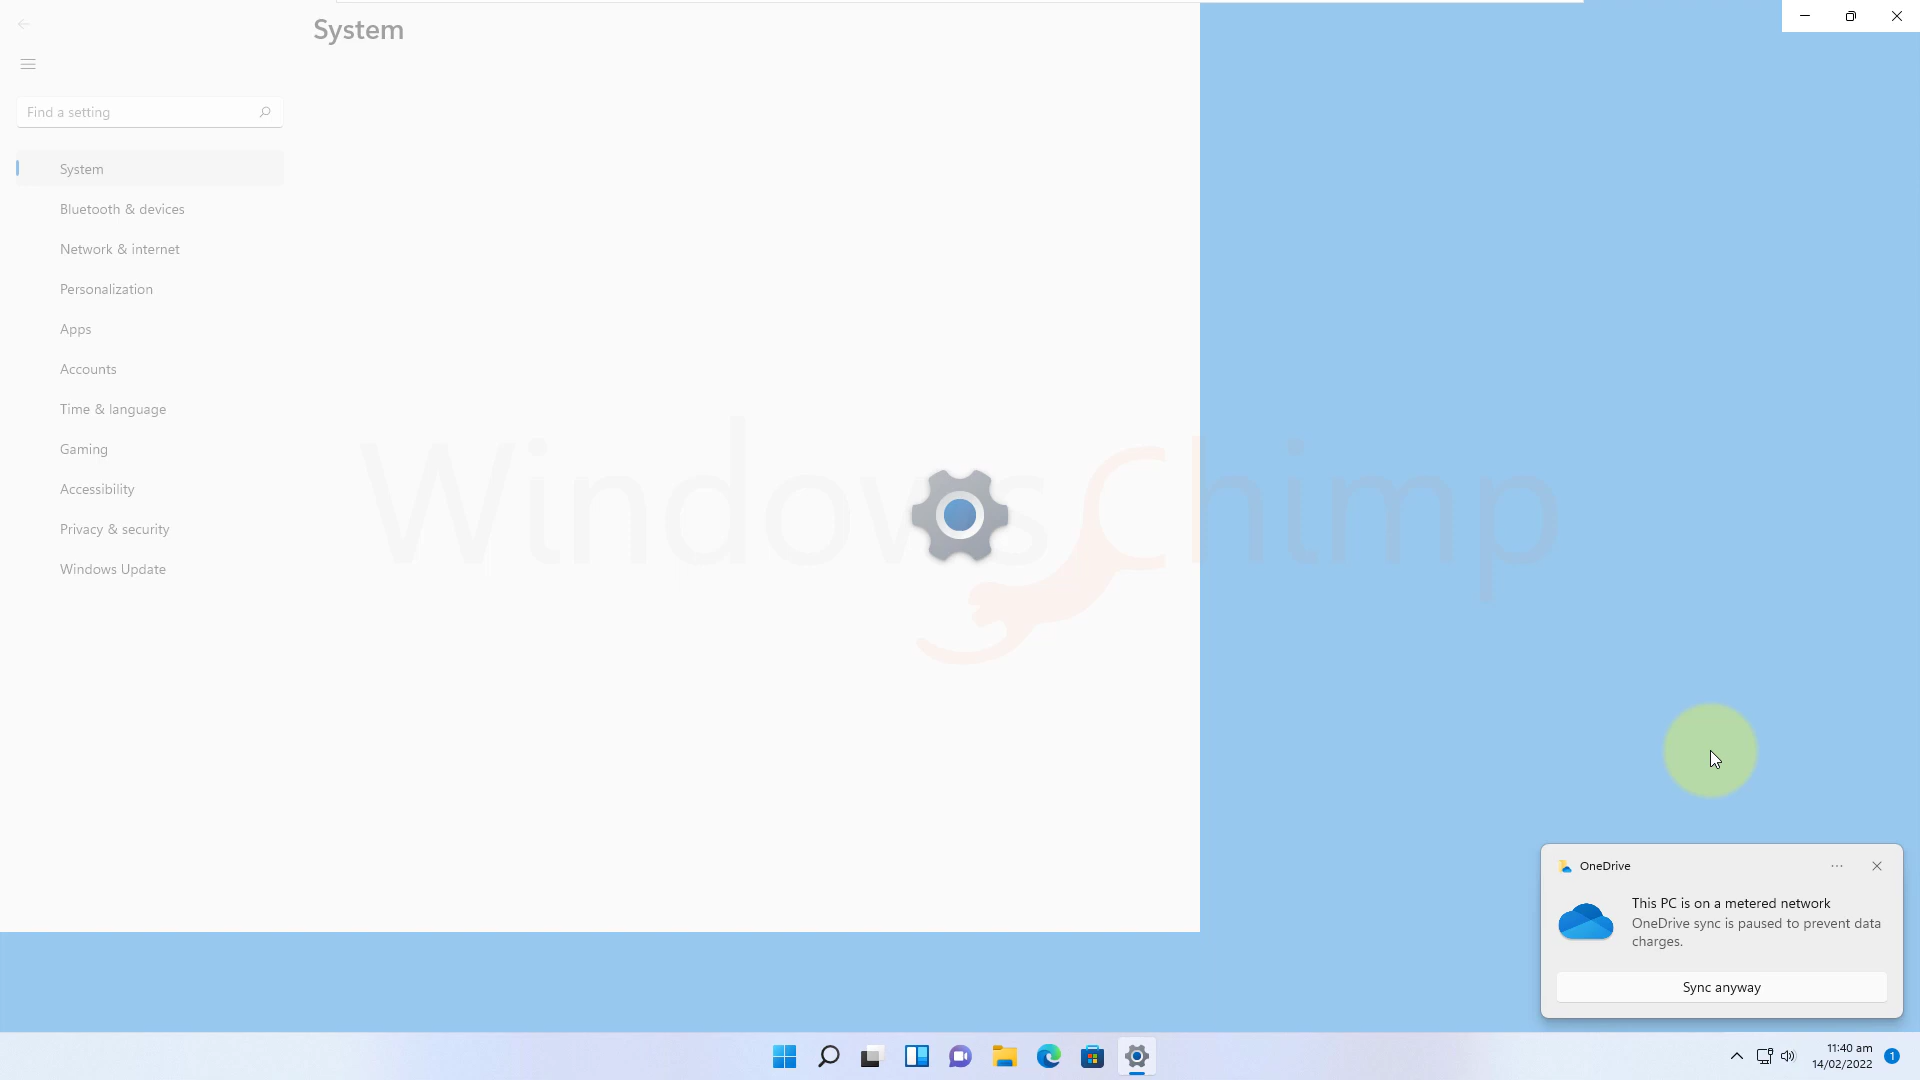 System
Find a setting
System
Bluetooth & devices
Network & internet
Personalization
Apps
Accounts
Time & language
Gaming
Accessibility
Privacy & security
Windows Update
WindowsChimp
OneDrive
This PC is on a metered network
OneDrive sync is paused to prevent data
charges.
Sync anyway
11:40 am
14/02/2022
1